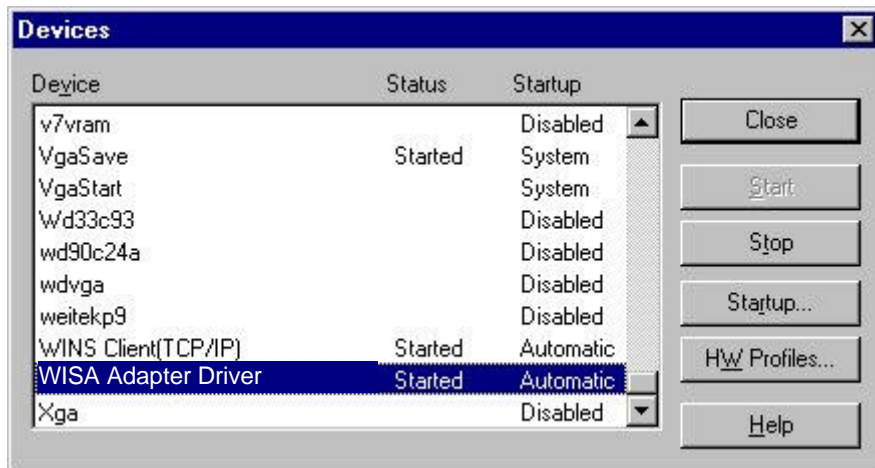 Devices
Device Status Startup
v7vram Disabled
VgaSave Started System
VgaStart System
Wd33c93 Disabled
wd90c24a Disabled
wdvga Disabled
weitekp9 Disabled
WINS Client(TCP/IP) Started Automatic
WISA Adapter Driver Started Automatic
Xga Disabled
Close
Start
Stop
Startup...
HW Profiles...
Help